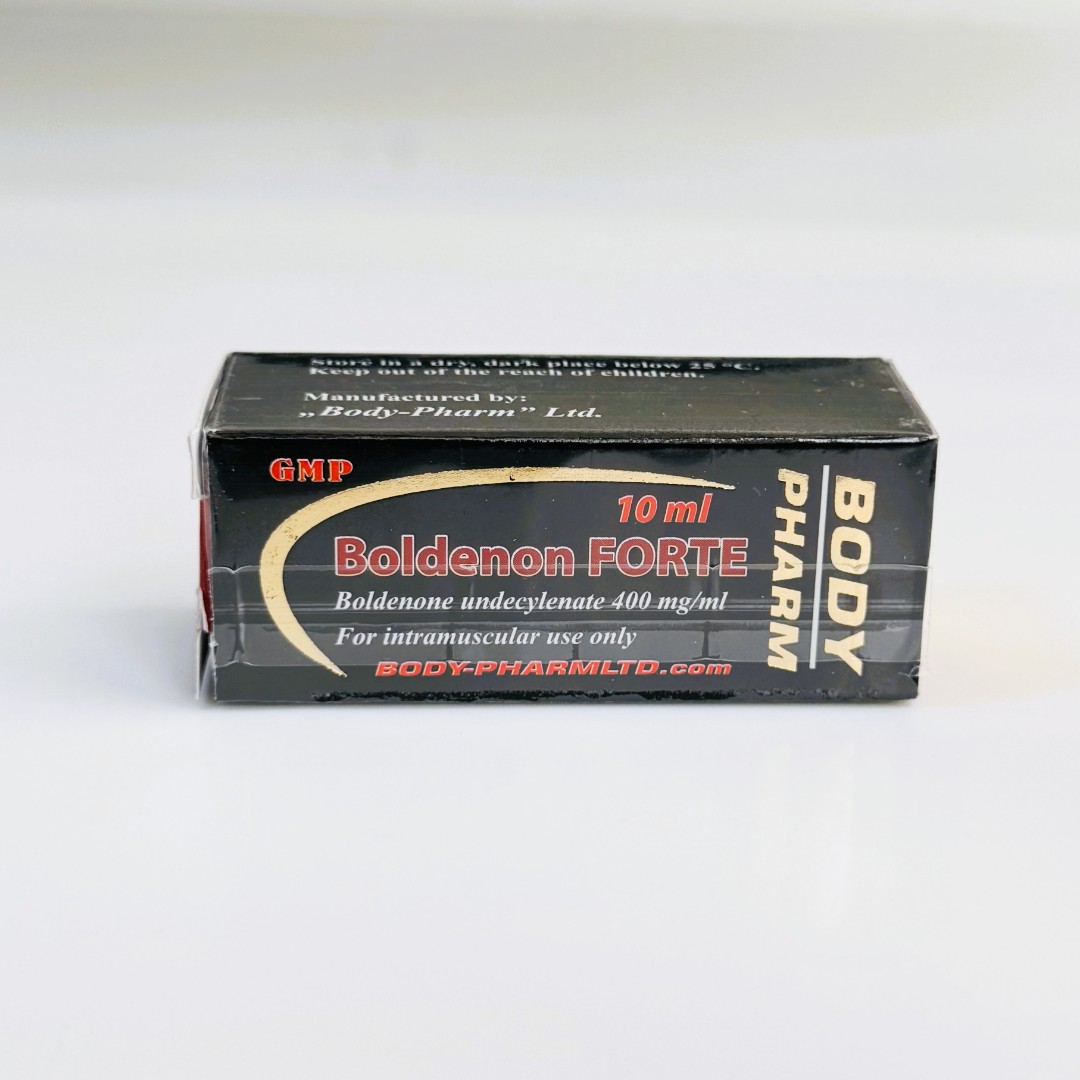 Store in a dry, dark place below 25 °C.
Keep out of the reach of children.
Manufactured by:
„Body-Pharm” Ltd.
GMP
10 ml
Boldenon FORTE
Boldenone undecylenate 400 mg/ml
For intramuscular use only
BODY-PHARMLTD.com
BODY
PHARM